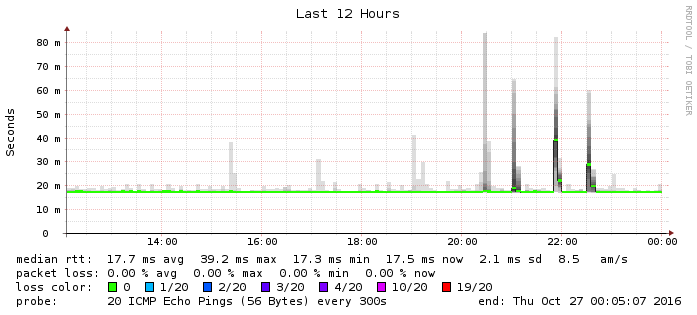 Last 12 Hours
RRDTOOL / TOBI OETIKER
Seconds
80 m
70 m
60 m
50 m
40 m
30 m
20 m
10 m
0
14:00 16:00 18:00 20:00 22:00 00:00
median rtt: 17.7 ms avg 39.2 ms max 17.3 ms min 17.5 ms now 2.1 ms sd 8.5 am/s
packet loss: 0.00 % avg 0.00 % max 0.00 % min 0.00 % now
loss color: 0 1/20 2/20 3/20 4/20 10/20 19/20
probe: 20 ICMP Echo Pings (56 Bytes) every 300s end: Thu Oct 27 00:05:07 2016